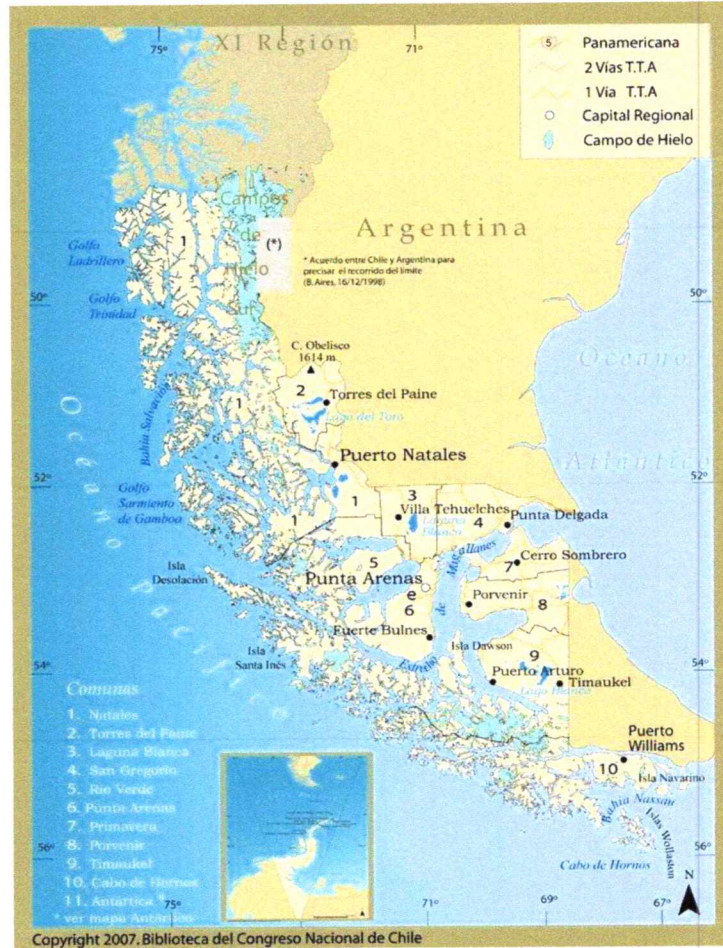 75°
XI Región
71°
5 Panamericana
2 Vías T.T.A
1 Vía T.T.A
Capital Regional
Campo de Hielo
Campos
de
Hielo
Sur
(*)
1
Argentina
* Acuerdo entre Chile y Argentina para
precisar el recorrido del límite
(B. Aires, 16/12/1998)
Golfo
Ladrillero
Golfo
Trinidad
50°
50°
C. Obelisco
1614 m
2
Torres del Paine
Lago del Toro
Océano
Atlántico
Océano Pacífico
Bahía Salvación
1
Puerto Natales
52°
52°
Golfo
Sarmiento
de Gamboa
1
1
3
Villa Tehuelches
Laguna
Blanca
4
Punta Delgada
Isla
Desolación
5
Punta Arenas
e
6
Estrecho de Magallanes
7
Cerro Sombrero
Porvenir
8
Fuerte Bulnes
Isla Dawson
Isla
Santa Inés
9
Puerto Arturo
Lago Blanco
Timaukel
54°
54°
Puerto
Williams
10
Isla Navarino
Bahía Nassau
Islas Wollaston
Cabo de Hornos
56°
56°
N
Comunas
1. Natales
2. Torres del Paine
3. Laguna Blanca
4. San Gregorio
5. Río Verde
6. Punta Arenas
7. Primavera
8. Porvenir
9. Timaukel
10. Cabo de Hornos
11. Antártica
* ver mapa Antártico
75°
71°
69°
67°
Copyright 2007. Biblioteca del Congreso Nacional de Chile